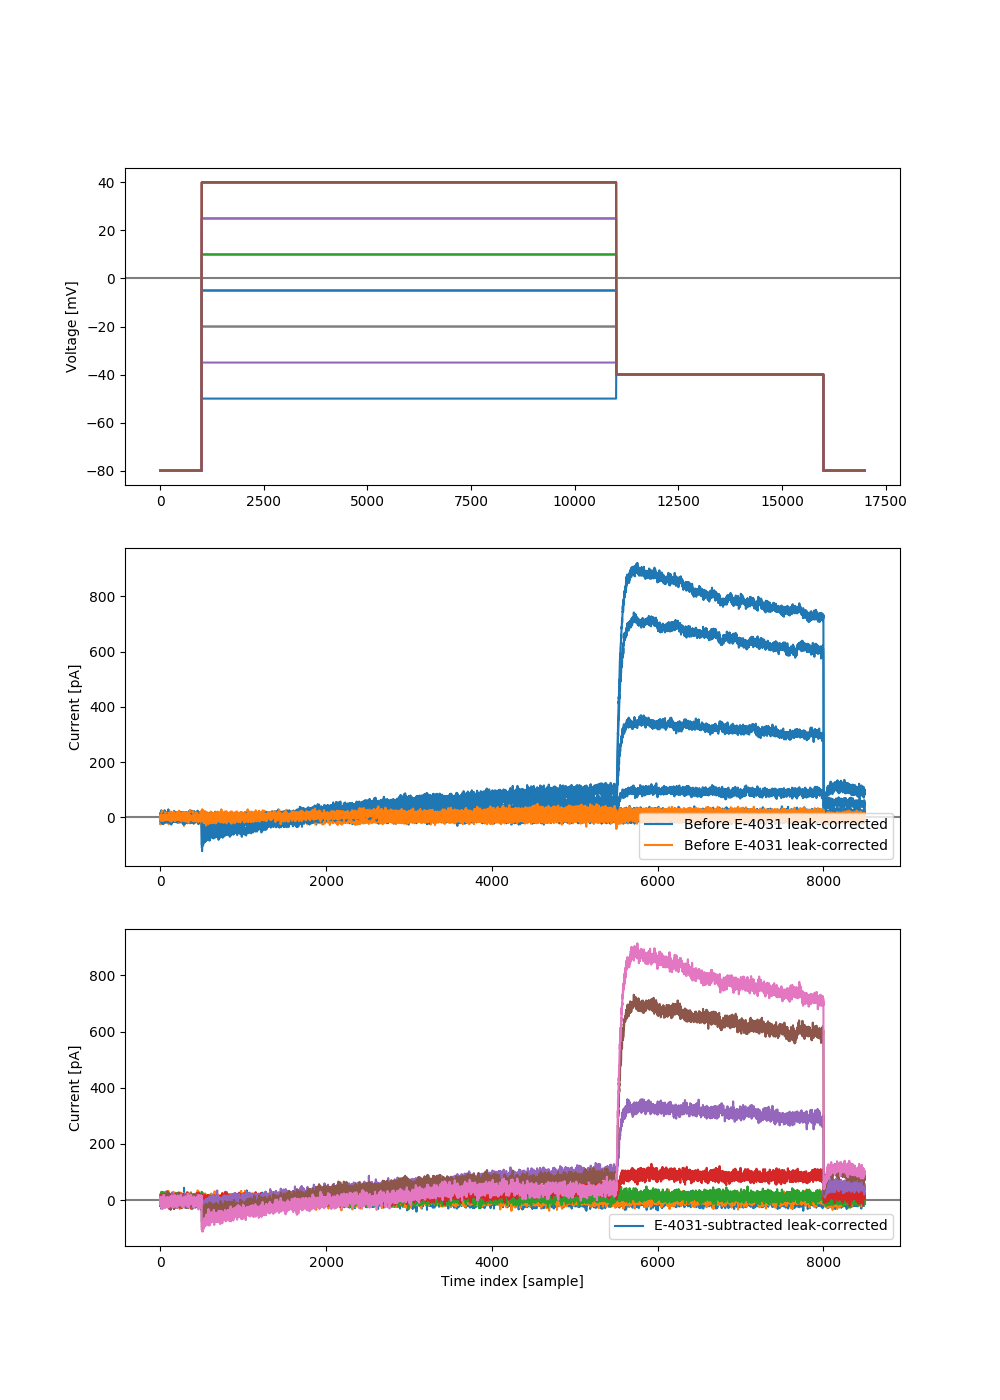 40
20
0
−20
−40
−60
−80
Voltage [mV]
0 2500 5000 7500 10000 12500 15000 17500
800
600
400
200
0
Current [pA]
Before E-4031 leak-corrected
Before E-4031 leak-corrected
0 2000 4000 6000 8000
800
600
400
200
0
Current [pA]
E-4031-subtracted leak-corrected
0 2000 4000 6000 8000
Time index [sample]